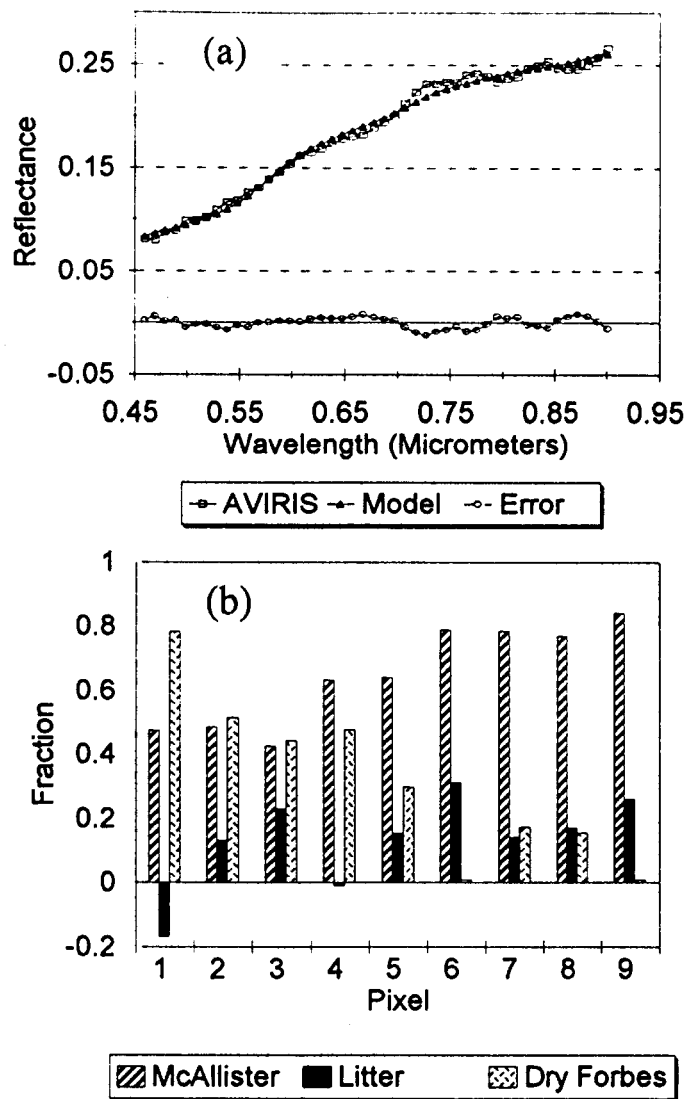 (a)
0.25
0.15
0.05
-0.05
Reflectance
0.45 0.55 0.65 0.75 0.85 0.95
Wavelength (Micrometers)
AVIRIS Model Error
(b)
1
0.8
0.6
0.4
0.2
0
-0.2
Fraction
1 2 3 4 5 6 7 8 9
Pixel
McAllister Litter Dry Forbes